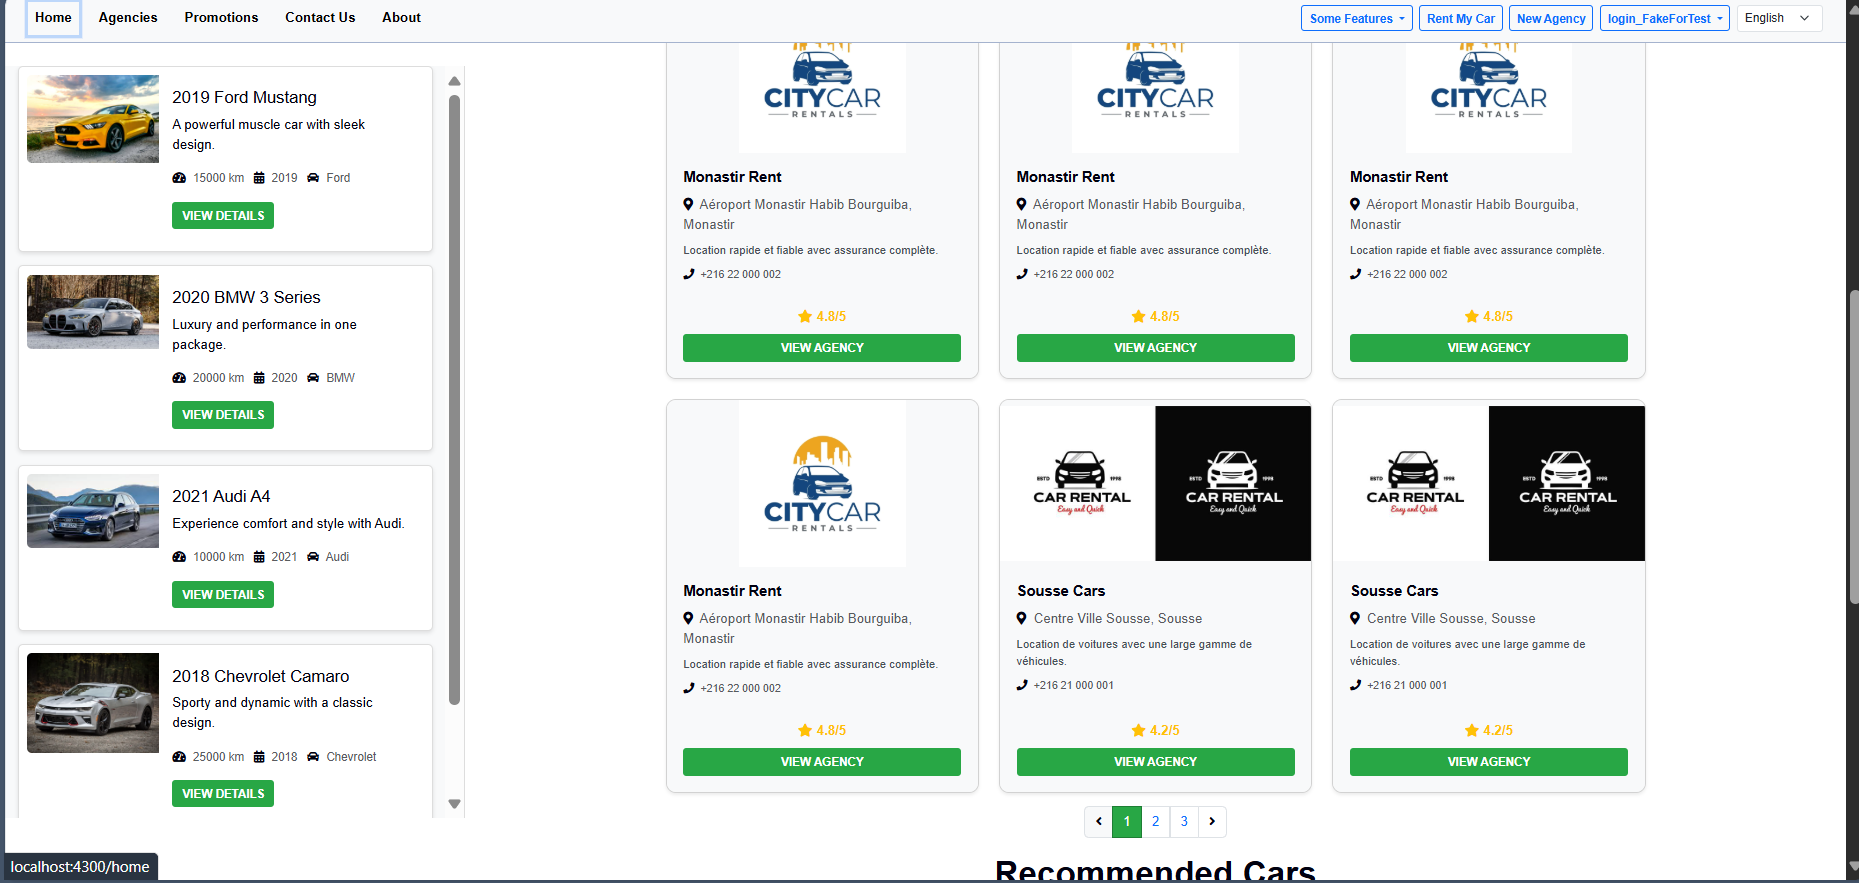 Home Agencies Promotions Contact Us About Some Features Rent My Car New Agency login_FakeForTest English
2019 Ford Mustang
A powerful muscle car with sleek
design.
15000 km 2019 Ford
VIEW DETAILS
2020 BMW 3 Series
Luxury and performance in one
package.
20000 km 2020 BMW
VIEW DETAILS
2021 Audi A4
Experience comfort and style with Audi.
10000 km 2021 Audi
VIEW DETAILS
2018 Chevrolet Camaro
Sporty and dynamic with a classic
design.
25000 km 2018 Chevrolet
VIEW DETAILS
CITYCAR
RENTALS
Monastir Rent
Aéroport Monastir Habib Bourguiba,
Monastir
Location rapide et fiable avec assurance complète.
+216 22 000 002
4.8/5
VIEW AGENCY
CITYCAR
RENTALS
Monastir Rent
Aéroport Monastir Habib Bourguiba,
Monastir
Location rapide et fiable avec assurance complète.
+216 22 000 002
4.8/5
VIEW AGENCY
CITYCAR
RENTALS
Monastir Rent
Aéroport Monastir Habib Bourguiba,
Monastir
Location rapide et fiable avec assurance complète.
+216 22 000 002
4.8/5
VIEW AGENCY
CITYCAR
RENTALS
Monastir Rent
Aéroport Monastir Habib Bourguiba,
Monastir
Location rapide et fiable avec assurance complète.
+216 22 000 002
4.8/5
VIEW AGENCY
ESTD 1998
CAR RENTAL
Easy and Quick
ESTD 1998
CAR RENTAL
Easy and Quick
Sousse Cars
Centre Ville Sousse, Sousse
Location de voitures avec une large gamme de
véhicules.
+216 21 000 001
4.2/5
VIEW AGENCY
ESTD 1998
CAR RENTAL
Easy and Quick
ESTD 1998
CAR RENTAL
Easy and Quick
Sousse Cars
Centre Ville Sousse, Sousse
Location de voitures avec une large gamme de
véhicules.
+216 21 000 001
4.2/5
VIEW AGENCY
1 2 3
Recommended Cars
localhost:4300/home